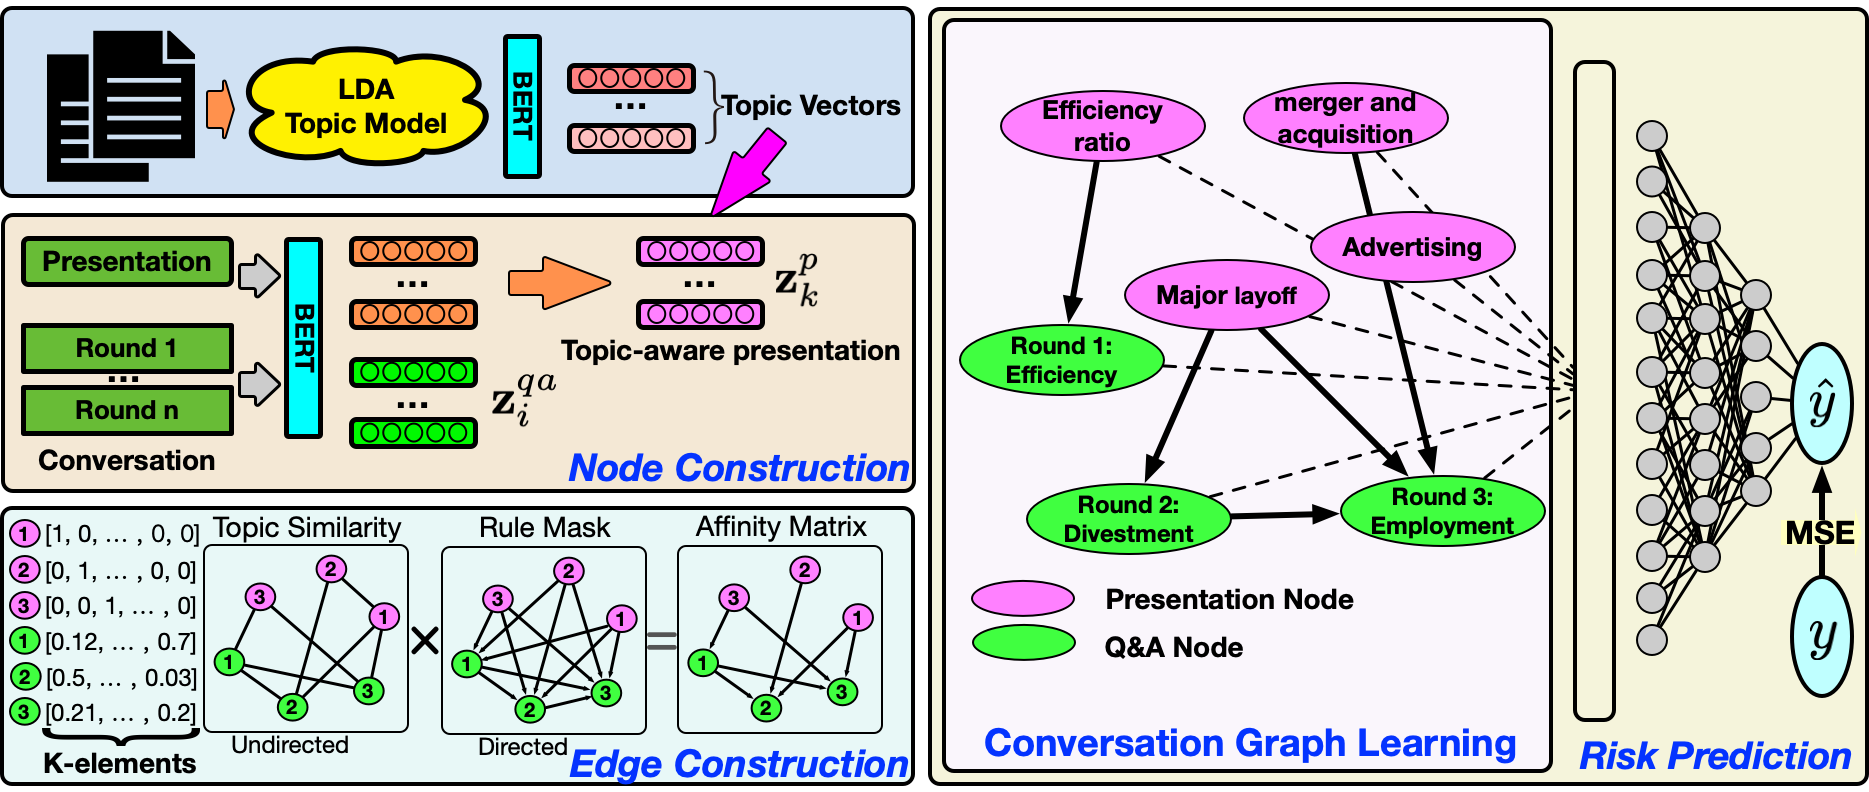 LDA
Topic Model
BERT
...
Topic Vectors
Presentation
Round 1
...
Round n
Conversation
BERT
...
...
z_i^{qa}
...
z_k^p
Topic-aware presentation
Node Construction
1 [1, 0, ... , 0, 0]
2 [0, 1, ... , 0, 0]
3 [0, 0, 1, ... , 0]
1 [0.12, ... , 0.7]
2 [0.5, ... , 0.03]
3 [0.21, ... , 0.2]
K-elements
Topic Similarity
2
3
1
1
3
2
Undirected
×
Rule Mask
2
3
1
1
3
2
Directed
=
Affinity Matrix
2
3
1
1
3
2
Edge Construction
Efficiency
ratio
merger and
acquisition
Advertising
Major layoff
Round 1:
Efficiency
Round 2:
Divestment
Round 3:
Employment
Presentation Node
Q&A Node
Conversation Graph Learning
ŷ
MSE
y
Risk Prediction